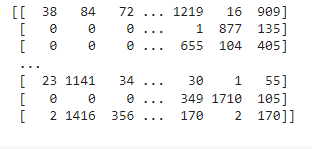 [[ 38 84 72 ... 1219 16 909]
[ 0 0 0 ... 1 877 135]
[ 0 0 0 ... 655 104 405]
...
[ 23 1141 34 ... 30 1 55]
[ 0 0 0 ... 349 1710 105]
[ 2 1416 356 ... 170 2 170]]